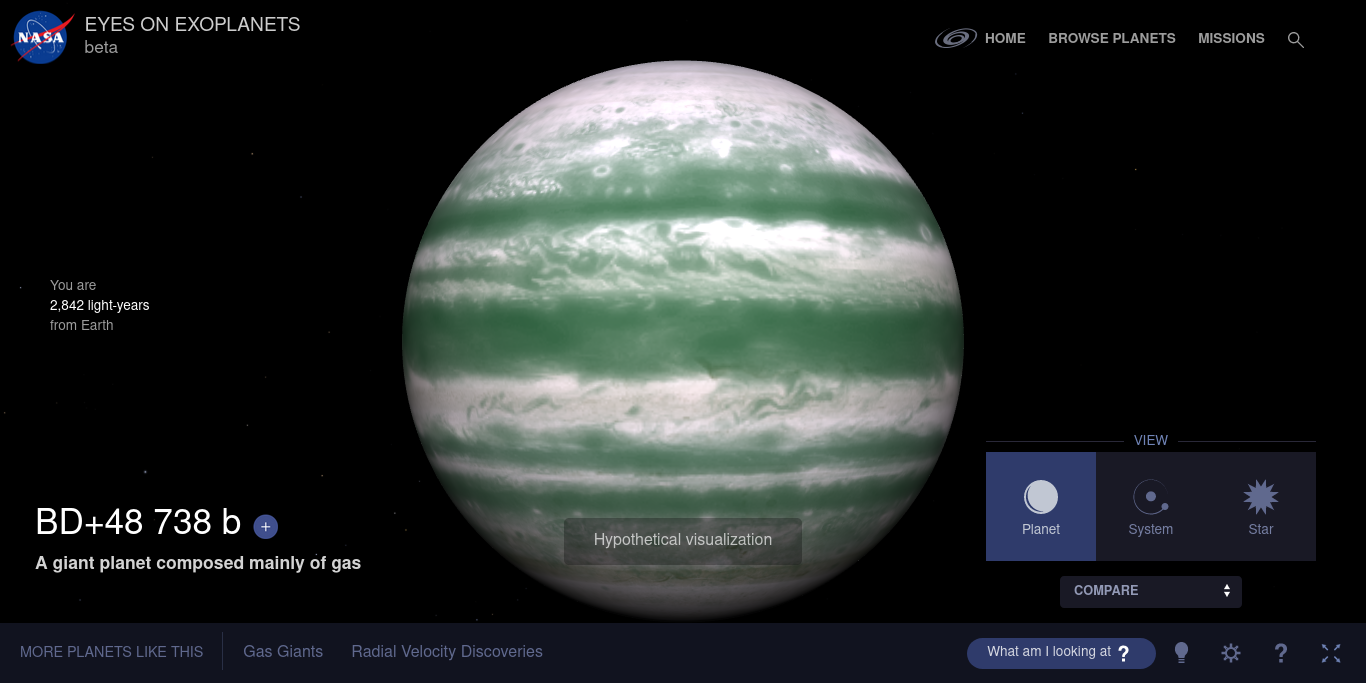 NASA
EYES ON EXOPLANETS
beta
HOME
BROWSE PLANETS
MISSIONS
You are
2,842 light-years
from Earth
BD+48 738 b +
A giant planet composed mainly of gas
Hypothetical visualization
VIEW
Planet
System
Star
COMPARE
MORE PLANETS LIKE THIS
Gas Giants
Radial Velocity Discoveries
What am I looking at ?
?